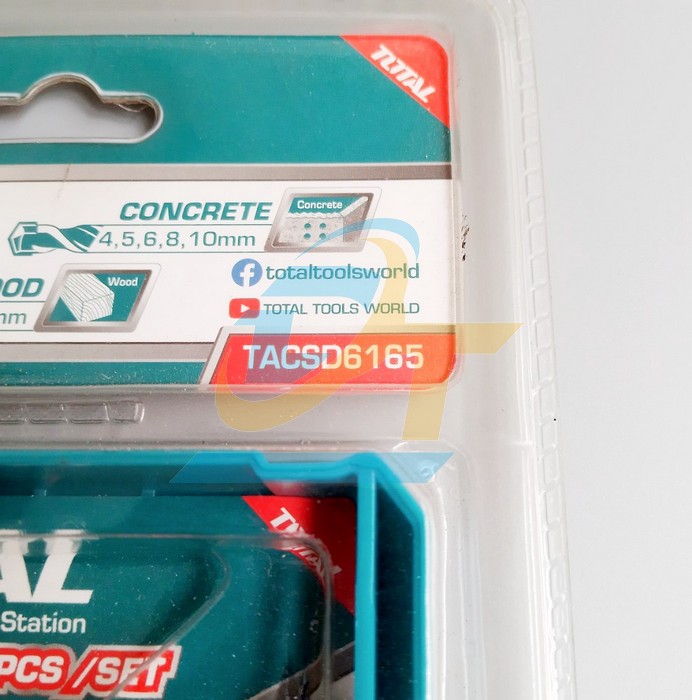 TOTAL
CONCRETE
Concrete
4,5,6,8,10mm
OOD
Wood
mm
totaltoolsworld
TOTAL TOOLS WORLD
TACSD6165
TOTAL
AL
Station
PCS/SET